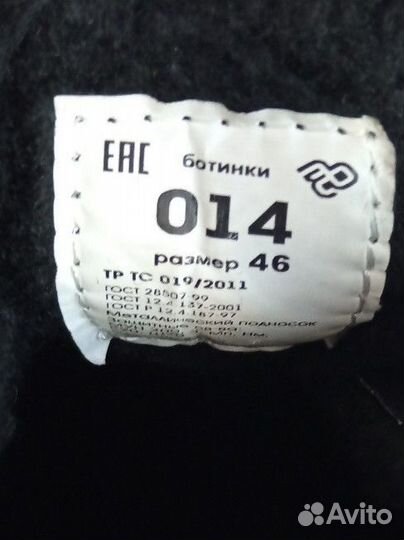 EAC ботинки
014
размер 46
ТР ТС 019/2011
ГОСТ 28507-99
ГОСТ 12.4.137-2001
ГОСТ Р 12.4.187-97
Металлический подносок
Защитные
Avito